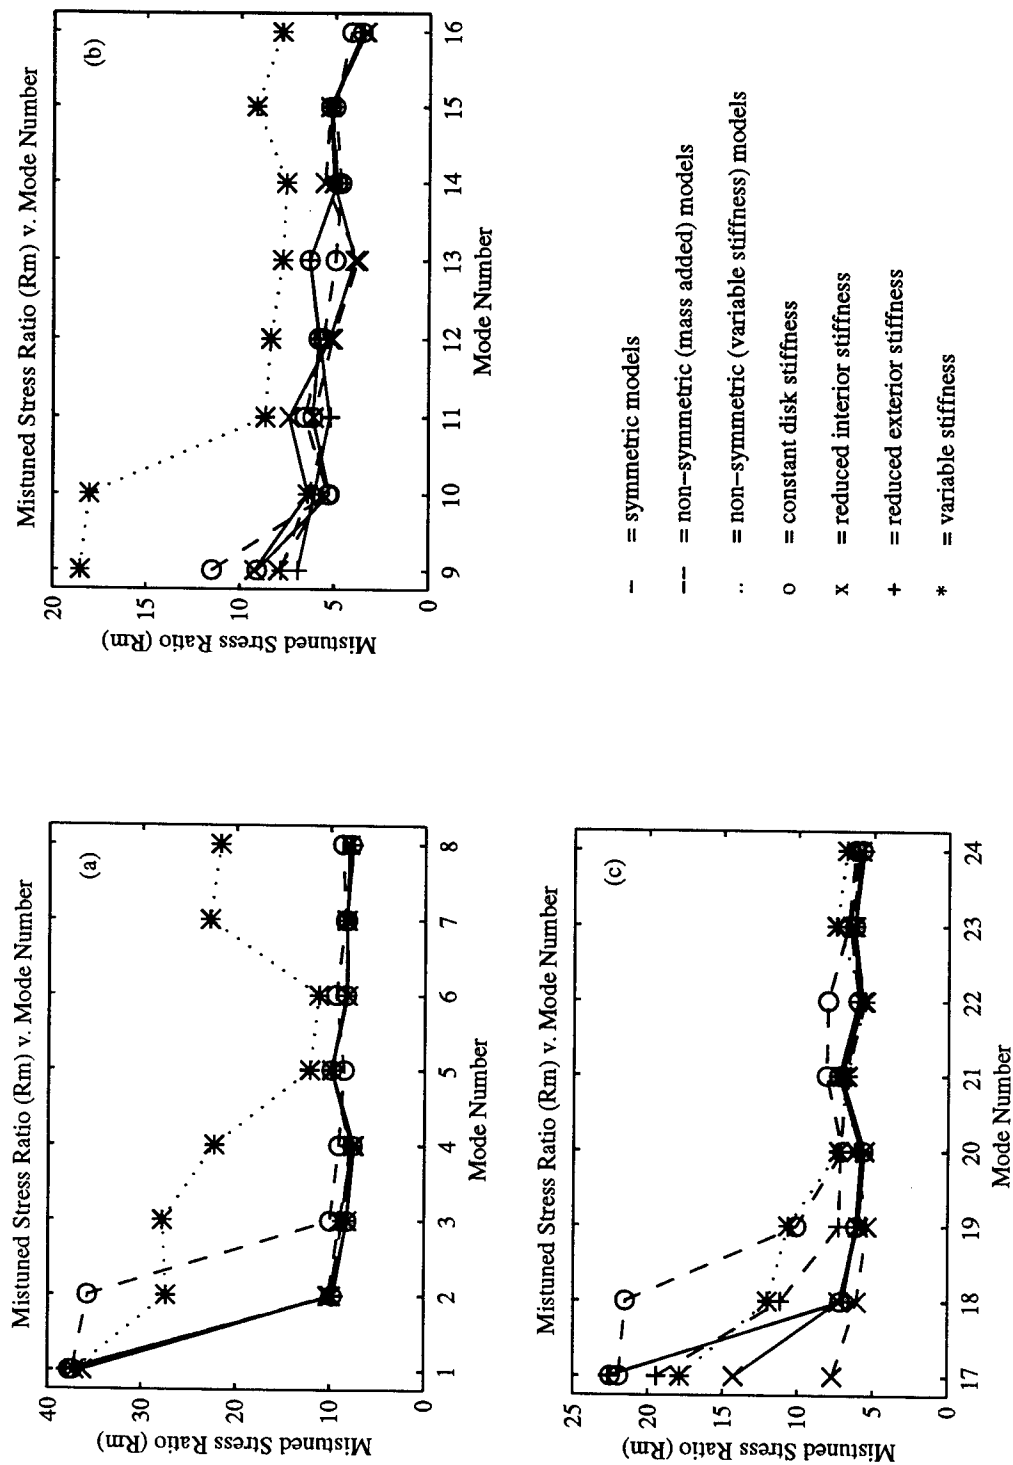 Mistuned Stress Ratio (Rm) v. Mode Number
(a)
Mistuned Stress Ratio (Rm)
40
30
20
10
0
1 2 3 4 5 6 7 8
Mode Number
Mistuned Stress Ratio (Rm) v. Mode Number
(b)
Mistuned Stress Ratio (Rm)
20
15
10
5
0
9 10 11 12 13 14 15 16
Mode Number
Mistuned Stress Ratio (Rm) v. Mode Number
(c)
Mistuned Stress Ratio (Rm)
25
20
15
10
5
0
17 18 19 20 21 22 23 24
Mode Number
– = symmetric models
-- = non-symmetric (mass added) models
.. = non-symmetric (variable stiffness) models
o = constant disk stiffness
x = reduced interior stiffness
+ = reduced exterior stiffness
* = variable stiffness